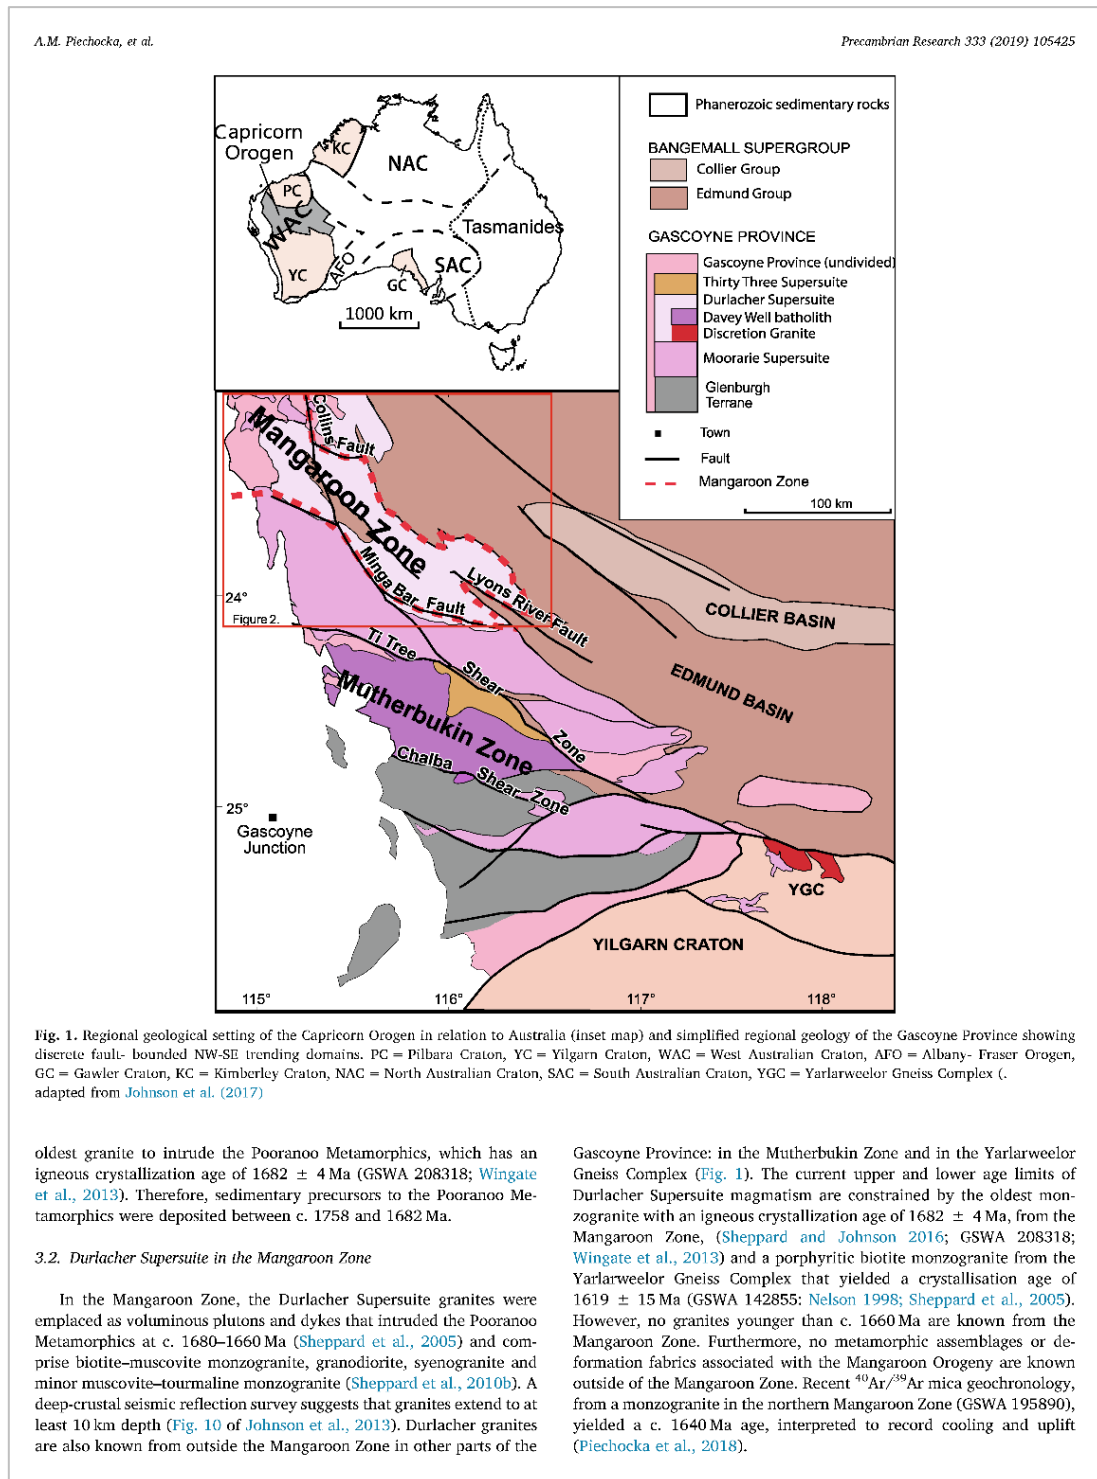 A.M. Piechocka, et al.
Precambrian Research 333 (2019) 105425
Capricorn
Orogen
KC
NAC
PC
WAC
Tasmanides
YC
AFO
GC
SAC
1000 km
Phanerozoic sedimentary rocks
BANGEMALL SUPERGROUP
Collier Group
Edmund Group
GASCOYNE PROVINCE
Gascoyne Province (undivided)
Thirty Three Supersuite
Durlacher Supersuite
Davey Well batholith
Discretion Granite
Moorarie Supersuite
Glenburgh
Terrane
Town
Fault
Mangaroon Zone
100 km
Collins Fault
Mangaroon Zone
Minga Bar Fault
Lyons River Fault
24°
Figure 2.
COLLIER BASIN
Ti Tree Shear Zone
EDMUND BASIN
Mutherbukin Zone
Chalba Shear Zone
25°
Gascoyne
Junction
YGC
YILGARN CRATON
115°
116°
117°
118°
Fig. 1. Regional geological setting of the Capricorn Orogen in relation to Australia (inset map) and simplified regional geology of the Gascoyne Province showing
discrete fault- bounded NW-SE trending domains. PC = Pilbara Craton, YC = Yilgarn Craton, WAC = West Australian Craton, AFO = Albany- Fraser Orogen,
GC = Gawler Craton, KC = Kimberley Craton, NAC = North Australian Craton, SAC = South Australian Craton, YGC = Yarlarweelor Gneiss Complex (.
adapted from Johnson et al. (2017)
oldest granite to intrude the Pooranoo Metamorphics, which has an
igneous crystallization age of 1682 ± 4 Ma (GSWA 208318; Wingate
et al., 2013). Therefore, sedimentary precursors to the Pooranoo Me-
tamorphics were deposited between c. 1758 and 1682 Ma.
3.2. Durlacher Supersuite in the Mangaroon Zone
In the Mangaroon Zone, the Durlacher Supersuite granites were
emplaced as voluminous plutons and dykes that intruded the Pooranoo
Metamorphics at c. 1680–1660 Ma (Sheppard et al., 2005) and com-
prise biotite–muscovite monzogranite, granodiorite, syenogranite and
minor muscovite–tourmaline monzogranite (Sheppard et al., 2010b). A
deep-crustal seismic reflection survey suggests that granites extend to at
least 10 km depth (Fig. 10 of Johnson et al., 2013). Durlacher granites
are also known from outside the Mangaroon Zone in other parts of the
Gascoyne Province: in the Mutherbukin Zone and in the Yarlarweelor
Gneiss Complex (Fig. 1). The current upper and lower age limits of
Durlacher Supersuite magmatism are constrained by the oldest mon-
zogranite with an igneous crystallization age of 1682 ± 4 Ma, from the
Mangaroon Zone, (Sheppard and Johnson 2016; GSWA 208318;
Wingate et al., 2013) and a porphyritic biotite monzogranite from the
Yarlarweelor Gneiss Complex that yielded a crystallisation age of
1619 ± 15 Ma (GSWA 142855; Nelson 1998; Sheppard et al., 2005).
However, no granites younger than c. 1660 Ma are known from the
Mangaroon Zone. Furthermore, no metamorphic assemblages or de-
formation fabrics associated with the Mangaroon Orogeny are known
outside of the Mangaroon Zone. Recent ⁴⁰Ar/³⁹Ar mica geochronology,
from a monzogranite in the northern Mangaroon Zone (GSWA 195890),
yielded a c. 1640 Ma age, interpreted to record cooling and uplift
(Piechocka et al., 2018).